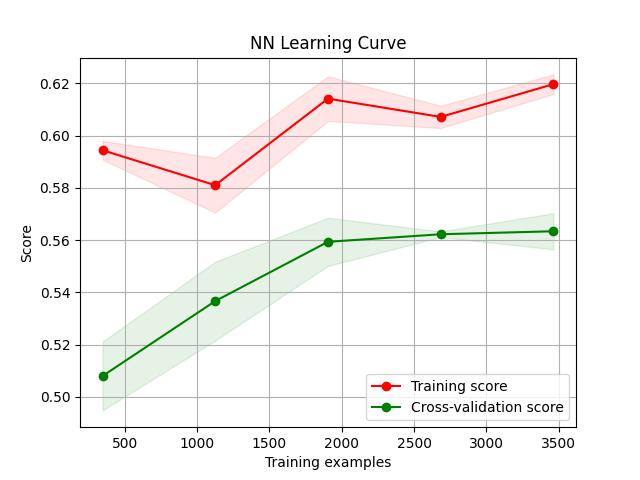 NN Learning Curve
0.62
0.60
0.58
0.56
0.54
0.52
0.50
Score
Training score
Cross-validation score
500 1000 1500 2000 2500 3000 3500
Training examples